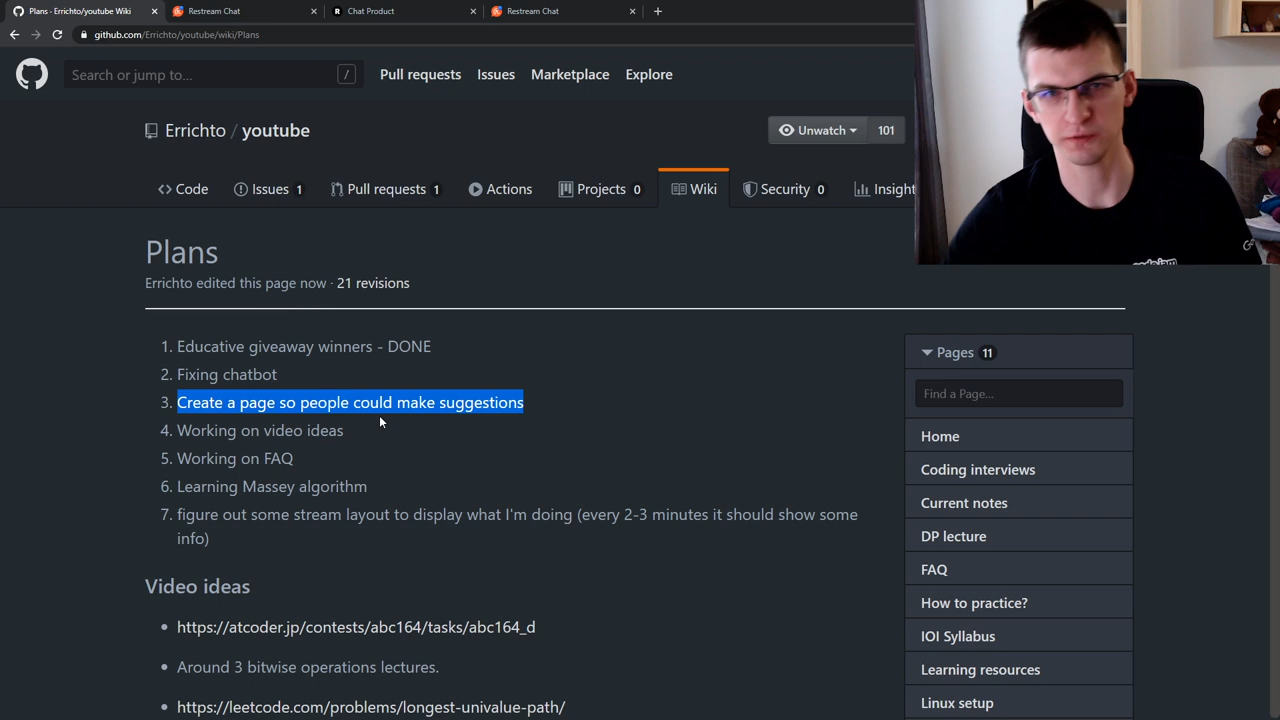 Plans - Errichto/youtube Wiki
Restream Chat
Chat Product
Restream Chat
github.com/Errichto/youtube/wiki/Plans
Search or jump to...
/
Pull requests
Issues
Marketplace
Explore
Errichto / youtube
Unwatch
101
Code
Issues 1
Pull requests 1
Actions
Projects 0
Wiki
Security 0
Insight
Plans
Errichto edited this page now · 21 revisions
1. Educative giveaway winners - DONE
2. Fixing chatbot
3. Create a page so people could make suggestions
4. Working on video ideas
5. Working on FAQ
6. Learning Massey algorithm
7. figure out some stream layout to display what I'm doing (every 2-3 minutes it should show some
info)
Video ideas
https://atcoder.jp/contests/abc164/tasks/abc164_d
Around 3 bitwise operations lectures.
https://leetcode.com/problems/longest-univalue-path/
Pages 11
Find a Page...
Home
Coding interviews
Current notes
DP lecture
FAQ
How to practice?
IOI Syllabus
Learning resources
Linux setup